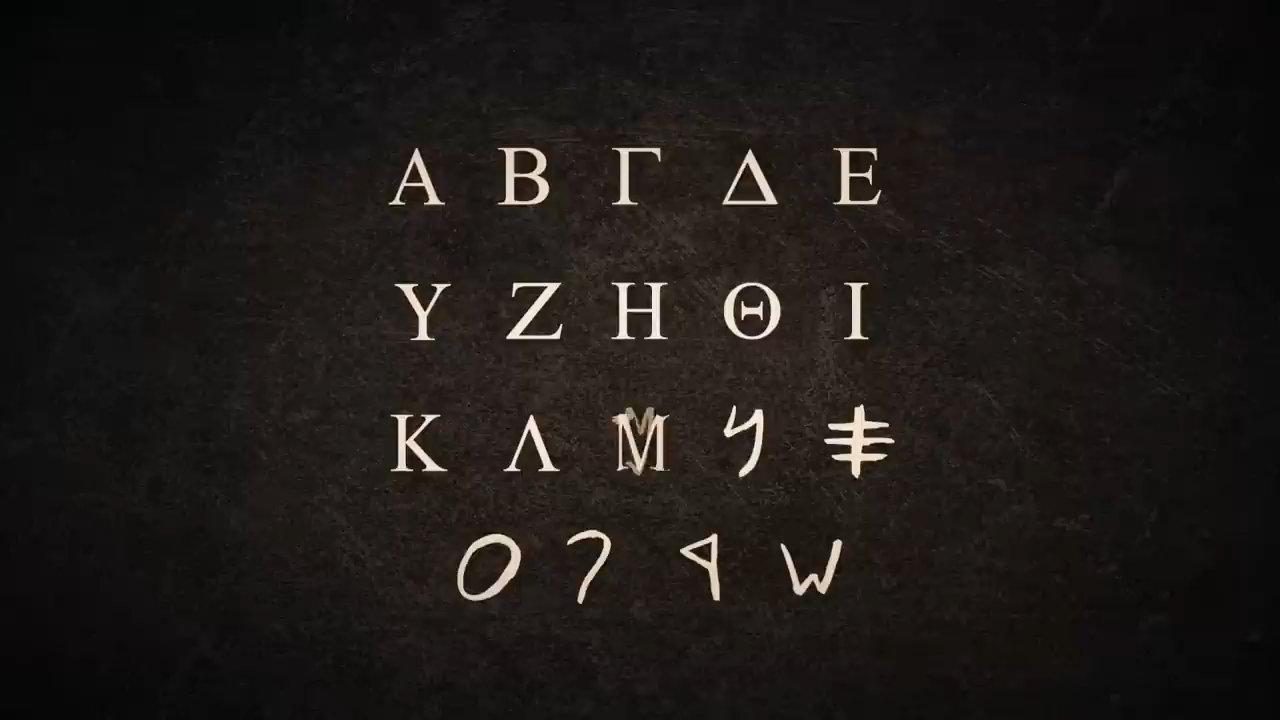 Α Β Γ Δ Ε
Υ Ζ Η Θ Ι
Κ Λ Μ 𐤍 𐤎
𐤏 𐤐 𐤓 𐤔